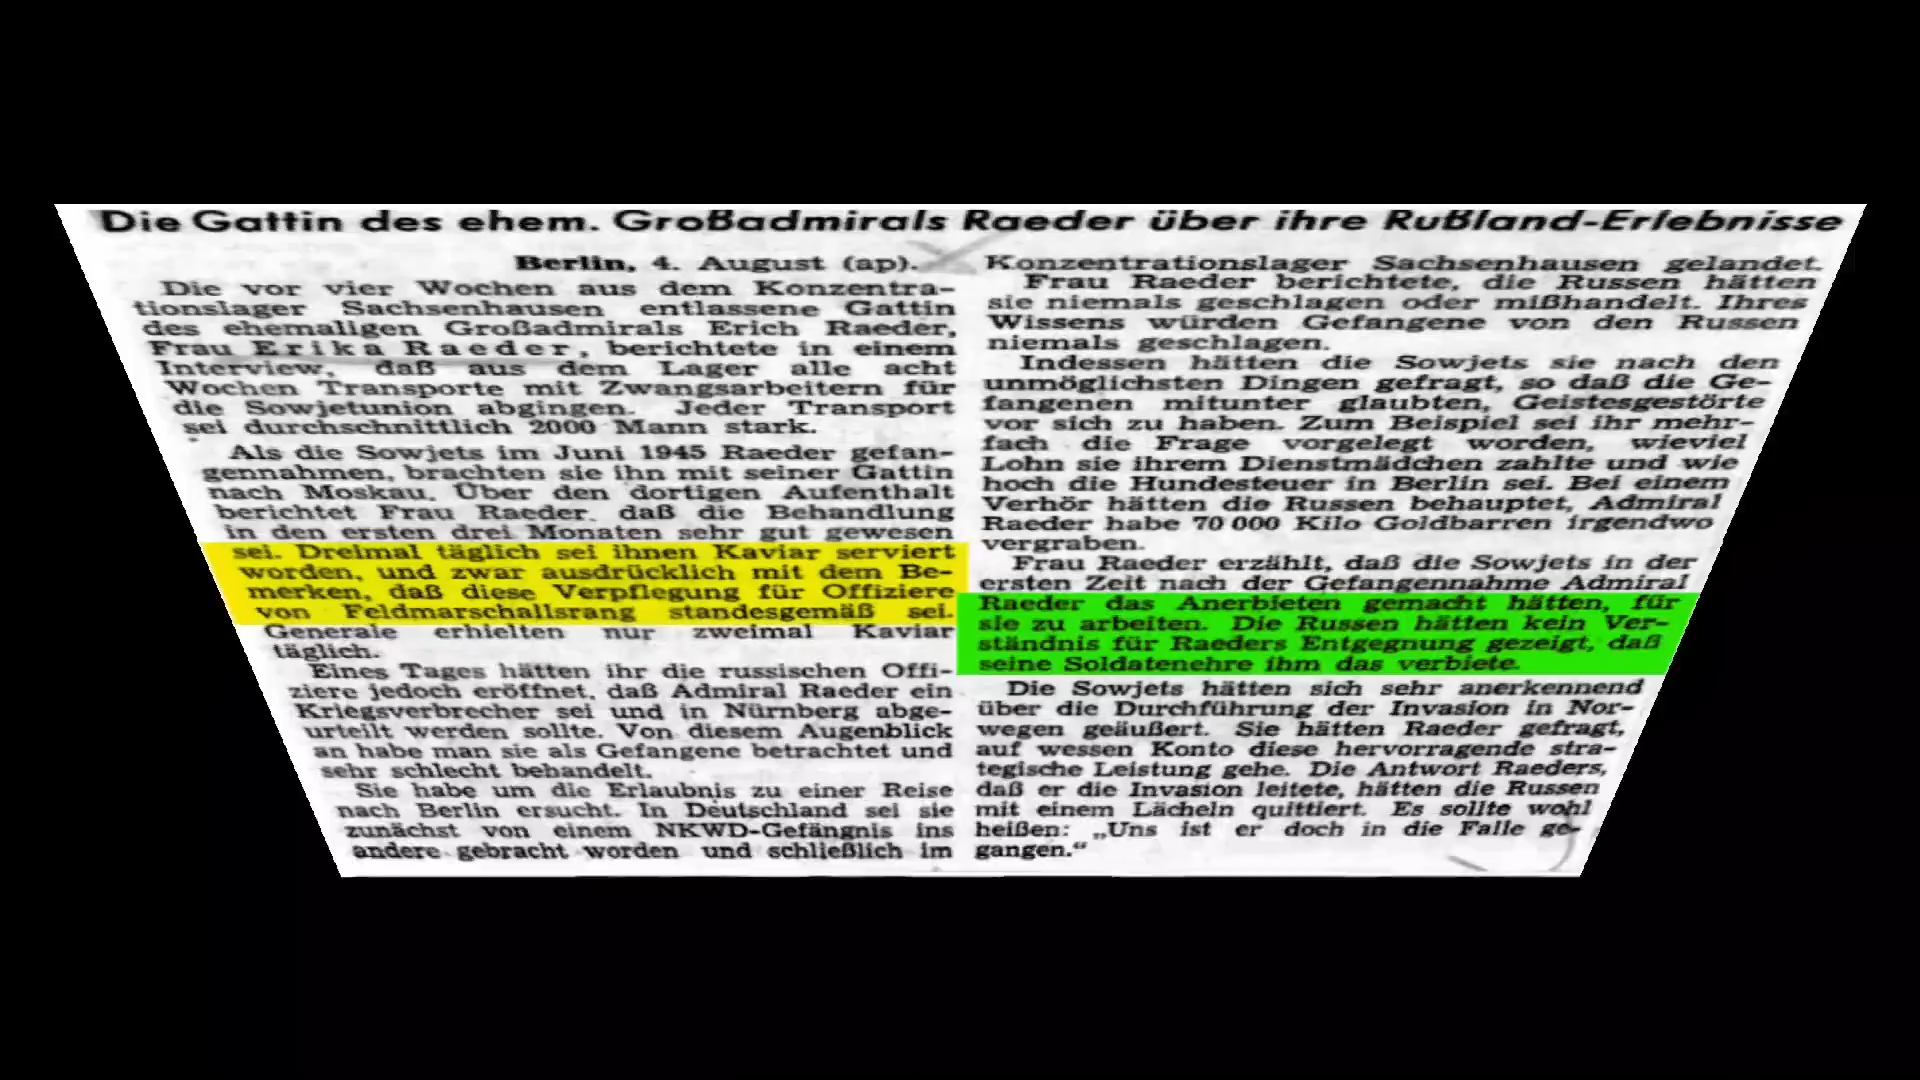 Die Gattin des ehem. Großadmirals Raeder über ihre Rußland-Erlebnisse
Berlin, 4. August (ap).
Die vor vier Wochen aus dem Konzentra-
tionslager Sachsenhausen entlassene Gattin
des ehemaligen Großadmirals Erich Raeder,
Frau Erika Raeder, berichtete in einem
Interview, daß aus dem Lager alle acht
Wochen Transporte mit Zwangsarbeitern für
die Sowjetunion abgingen. Jeder Transport
sei durchschnittlich 2000 Mann stark.
Als die Sowjets im Juni 1945 Raeder gefan-
gennahmen, brachten sie ihn mit seiner Gattin
nach Moskau. Über den dortigen Aufenthalt
berichtet Frau Raeder, daß die Behandlung
in den ersten drei Monaten sehr gut gewesen
sei. Dreimal täglich sei ihnen Kaviar serviert
worden, und zwar ausdrücklich mit dem Be-
merken, daß diese Verpflegung für Offiziere
von Feldmarschallsrang standesgemäß sei.
Generale erhielten nur zweimal Kaviar
täglich.
Eines Tages hätten ihr die russischen Offi-
ziere jedoch eröffnet, daß Admiral Raeder ein
Kriegsverbrecher sei und in Nürnberg abge-
urteilt werden sollte. Von diesem Augenblick
an habe man sie als Gefangene betrachtet und
sehr schlecht behandelt.
Sie habe um die Erlaubnis zu einer Reise
nach Berlin ersucht. In Deutschland sei sie
zunächst von einem NKWD-Gefängnis ins
andere gebracht worden und schließlich im
Konzentrationslager Sachsenhausen gelandet.
Frau Raeder berichtete, die Russen hätten
sie niemals geschlagen oder mißhandelt. Ihres
Wissens würden Gefangene von den Russen
niemals geschlagen.
Indessen hätten die Sowjets sie nach den
unmöglichsten Dingen gefragt, so daß die Ge-
fangenen mitunter glaubten, Geistesgestörte
vor sich zu haben. Zum Beispiel sei ihr mehr-
fach die Frage vorgelegt worden, wieviel
Lohn sie ihrem Dienstmädchen zahlte und wie
hoch die Hundesteuer in Berlin sei. Bei einem
Verhör hätten die Russen behauptet, Admiral
Raeder habe 70 000 Kilo Goldbarren irgendwo
vergraben.
Frau Raeder erzählt, daß die Sowjets in der
ersten Zeit nach der Gefangennahme Admiral
Raeder das Anerbieten gemacht hätten, für
sie zu arbeiten. Die Russen hätten kein Ver-
ständnis für Raeders Entgegnung gezeigt, daß
seine Soldatenehre ihm das verbiete.
Die Sowjets hätten sich sehr anerkennend
über die Durchführung der Invasion in Nor-
wegen geäußert. Sie hätten Raeder gefragt,
auf wessen Konto diese hervorragende stra-
tegische Leistung gehe. Die Antwort Raeders,
daß er die Invasion leitete, hätten die Russen
mit einem Lächeln quittiert. Es sollte wohl
heißen: „Uns ist er doch in die Falle ge-
gangen.“